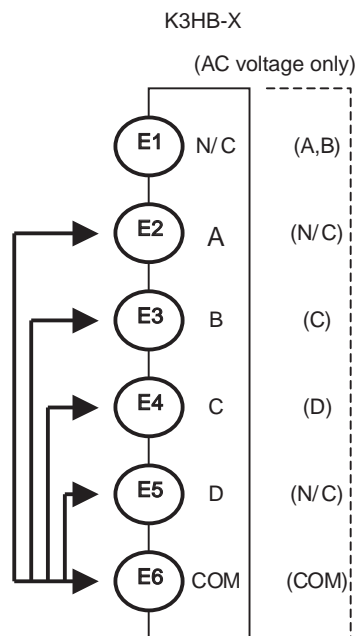 K3HB-X
(AC voltage only)
E1 N/C (A,B)
E2 A (N/C)
E3 B (C)
E4 C (D)
E5 D (N/C)
E6 COM (COM)